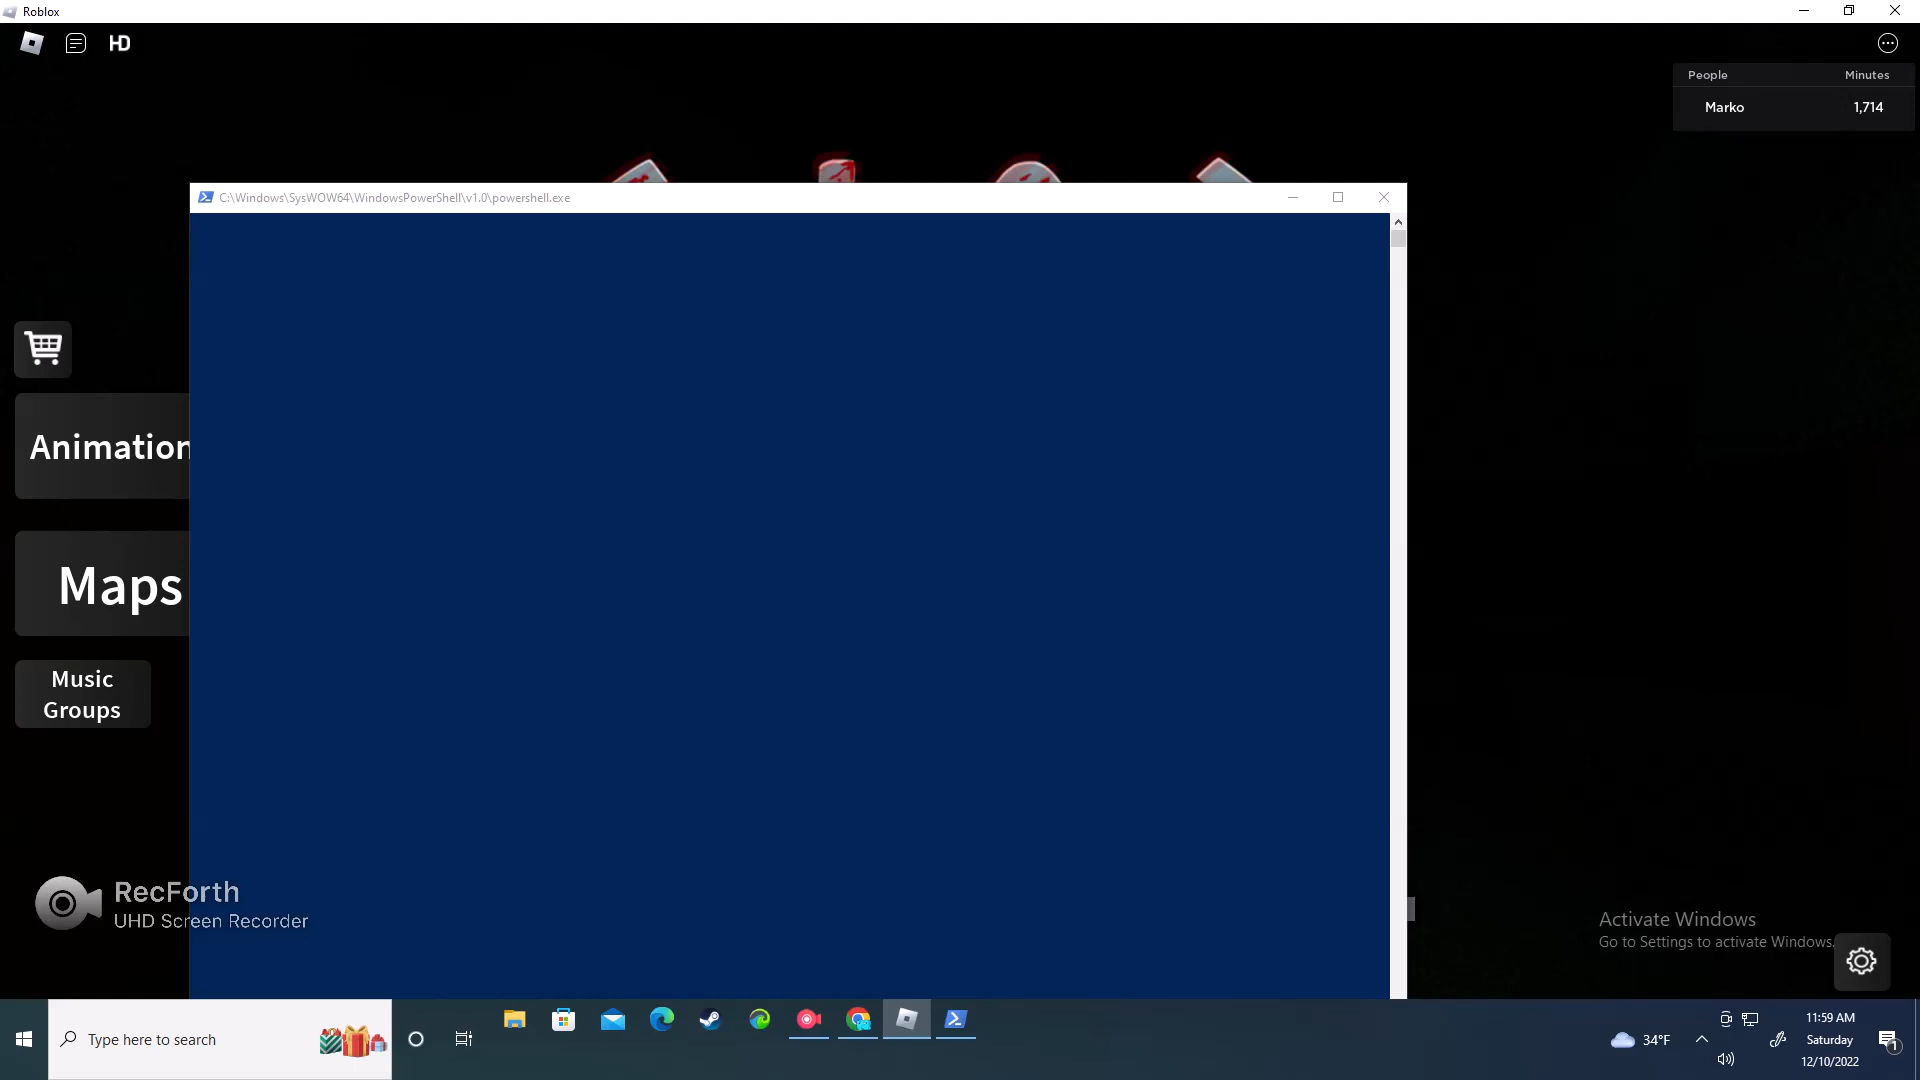 Roblox
HD
People Minutes
Marko 1,714
C:\Windows\SysWOW64\WindowsPowerShell\v1.0\powershell.exe
Animation
Maps
Music
Groups
RecForth
UHD Screen Recorder
Activate Windows
Go to Settings to activate Windows.
Type here to search
34°F
11:59 AM
Saturday
12/10/2022
1